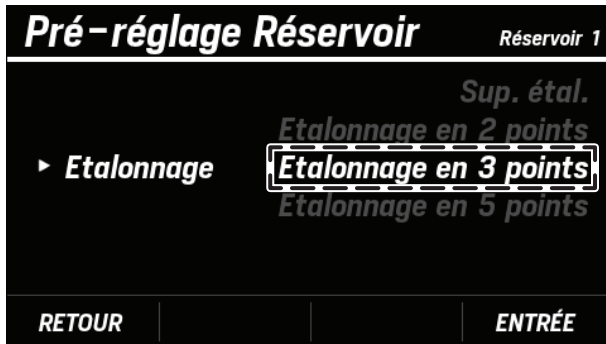 Pré-réglage Réservoir Réservoir 1
Sup. étal.
Etalonnage en 2 points
Etalonnage Etalonnage en 3 points
Etalonnage en 5 points
RETOUR ENTRÉE